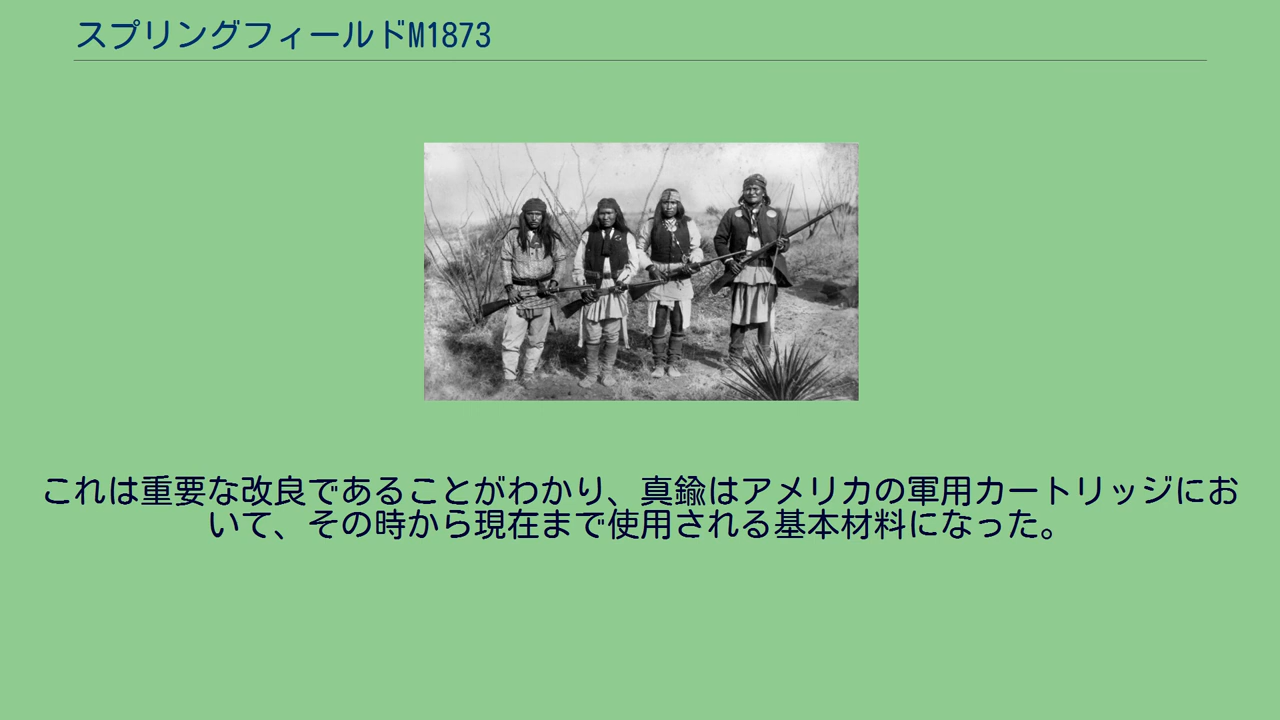 スプリングフィールドM1873
これは重要な改良であることがわかり、真鍮はアメリカの軍用カートリッジにお
いて、その時から現在まで使用される基本材料になった。